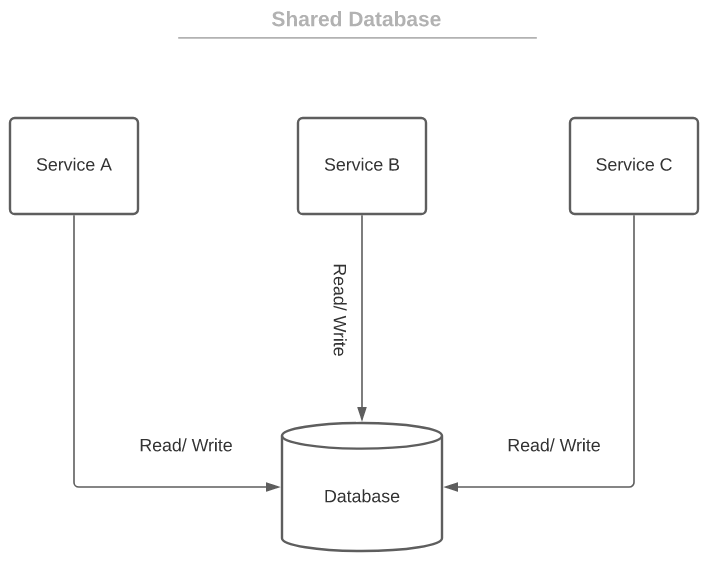 Shared Database
Service A
Service B
Service C
Read/ Write
Read/ Write
Read/ Write
Database